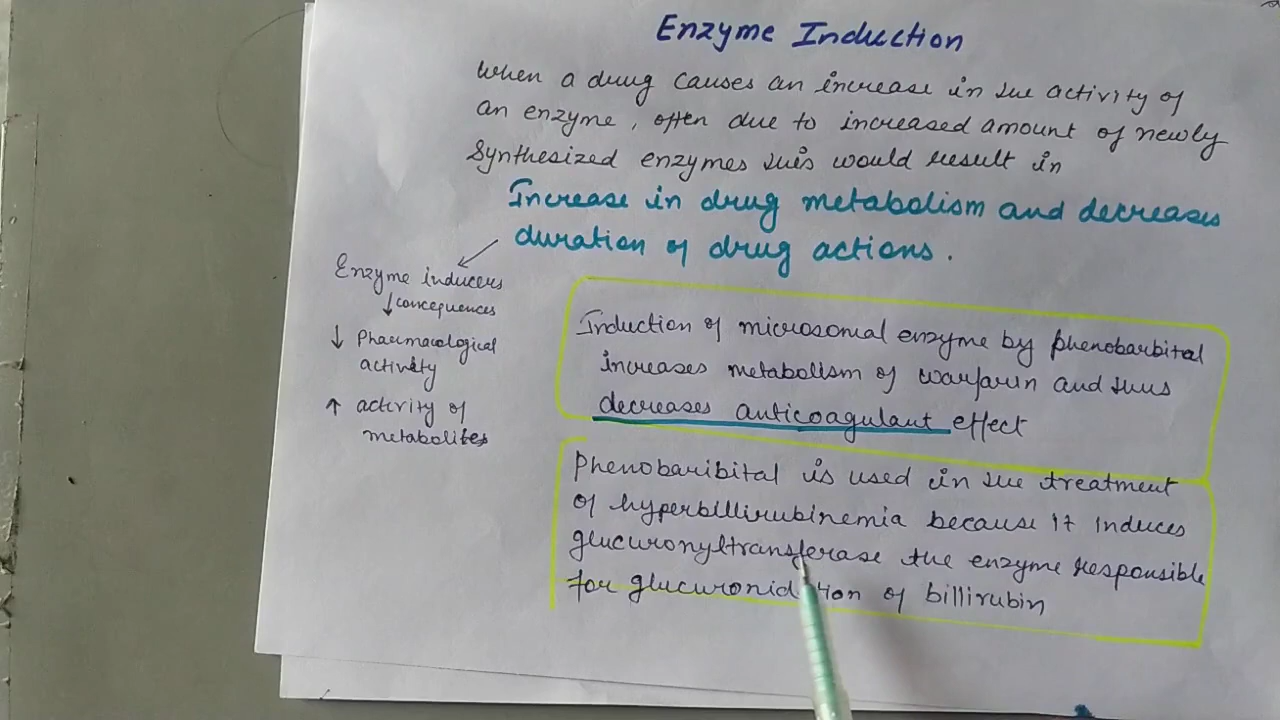 Enzyme Induction
When a drug causes an increase in the activity of
an enzyme, often due to increased amount of newly
synthesized enzymes this would result in
Increase in drug metabolism and decreases
duration of drug actions.
Enzyme inducers
↓ consequences
↓ Pharmacological
activity
↑ activity of
metabolites
Induction of microsomal enzyme by phenobarbital
increases metabolism of warfarin and thus
decreases anticoagulant effect
Phenobaribital is used in the treatment
of hyperbillirubinemia because it induces
glucuronyltransferase the enzyme responsible
for glucuronidation of billirubin